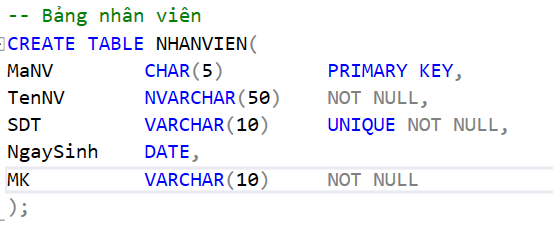 -- Bảng nhân viên
CREATE TABLE NHANVIEN(
MaNV CHAR(5) PRIMARY KEY,
TenNV NVARCHAR(50) NOT NULL,
SDT VARCHAR(10) UNIQUE NOT NULL,
NgaySinh DATE,
MK VARCHAR(10) NOT NULL
);